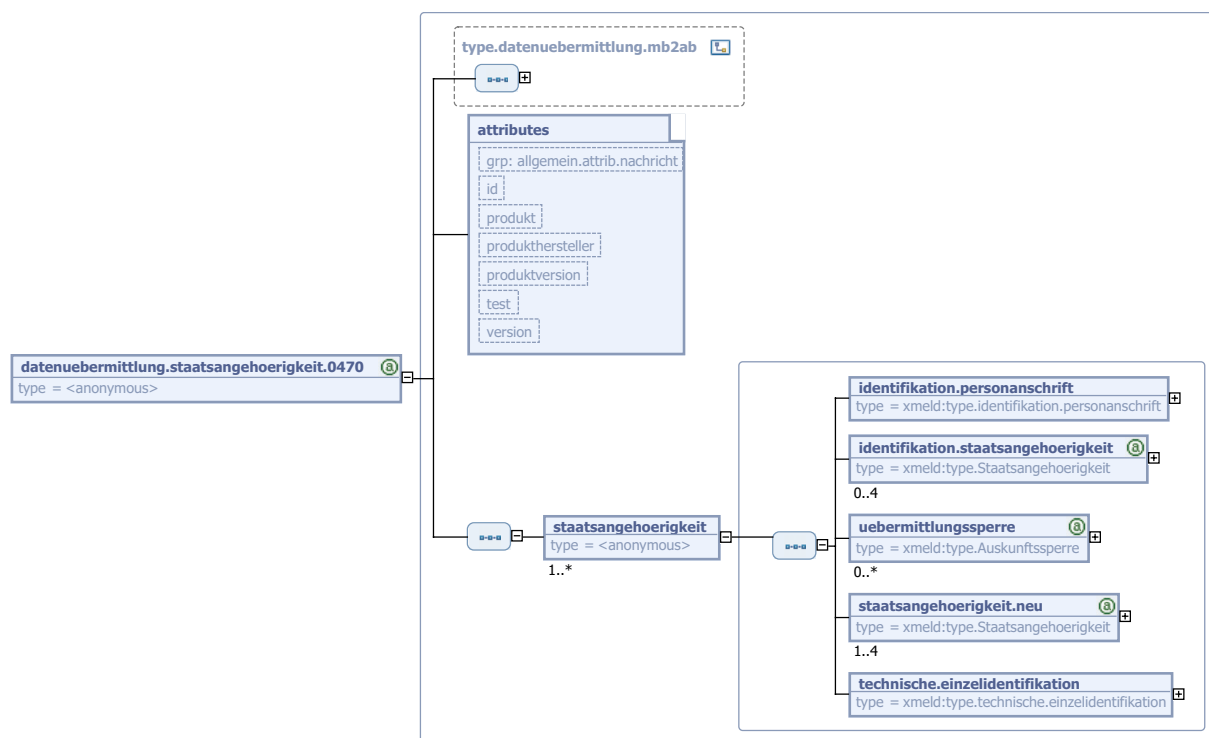 type.datenuebermittlung.mb2ab
attributes
grp: allgemein.attrib.nachricht
id
produkt
produkthersteller
produktversion
test
version
datenuebermittlung.staatsangehoerigkeit.0470 a
type = <anonymous>
staatsangehoerigkeit
type = <anonymous>
1..*
identifikation.personanschrift
type = xmeld:type.identifikation.personanschrift
identifikation.staatsangehoerigkeit a
type = xmeld:type.Staatsangehoerigkeit
0..4
uebermittlungssperre a
type = xmeld:type.Auskunftssperre
0..*
staatsangehoerigkeit.neu a
type = xmeld:type.Staatsangehoerigkeit
1..4
technische.einzelidentifikation
type = xmeld:type.technische.einzelidentifikation